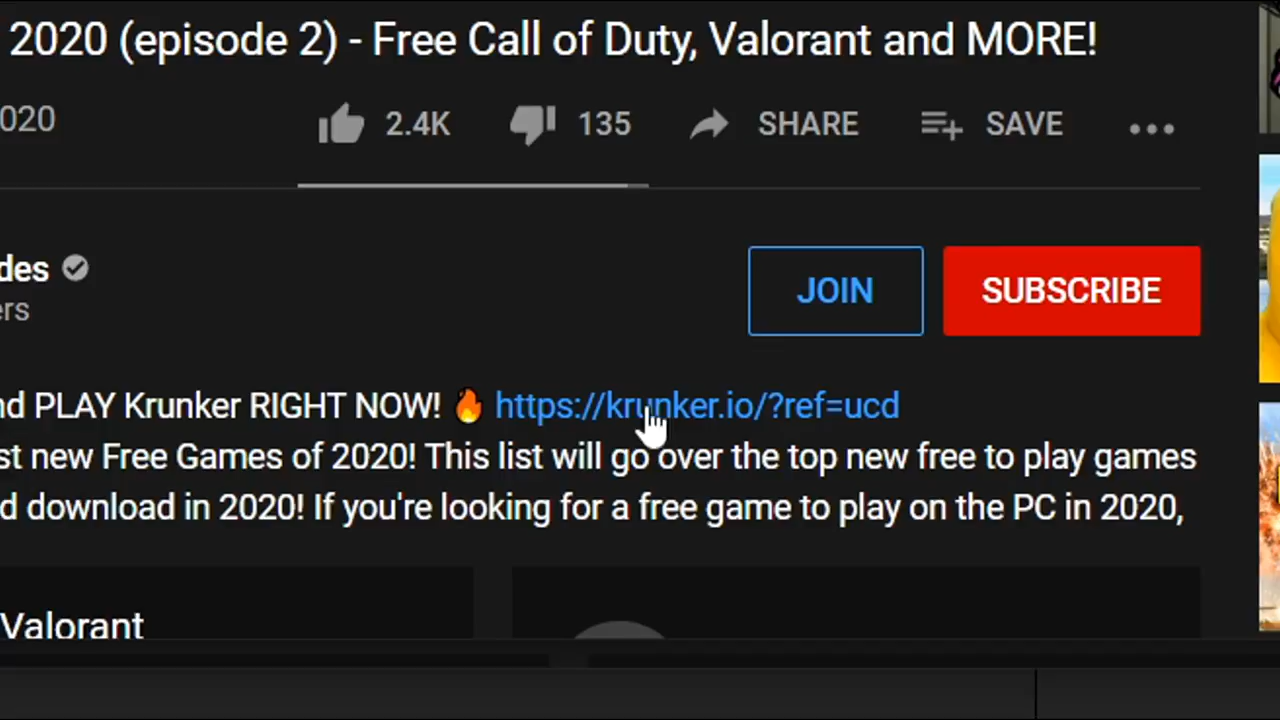 2020 (episode 2) - Free Call of Duty, Valorant and MORE!
020 2.4K 135 SHARE SAVE
des
ers
JOIN SUBSCRIBE
nd PLAY Krunker RIGHT NOW! 🔥 https://krunker.io/?ref=ucd
st new Free Games of 2020! This list will go over the top new free to play games
d download in 2020! If you're looking for a free game to play on the PC in 2020,
Valorant